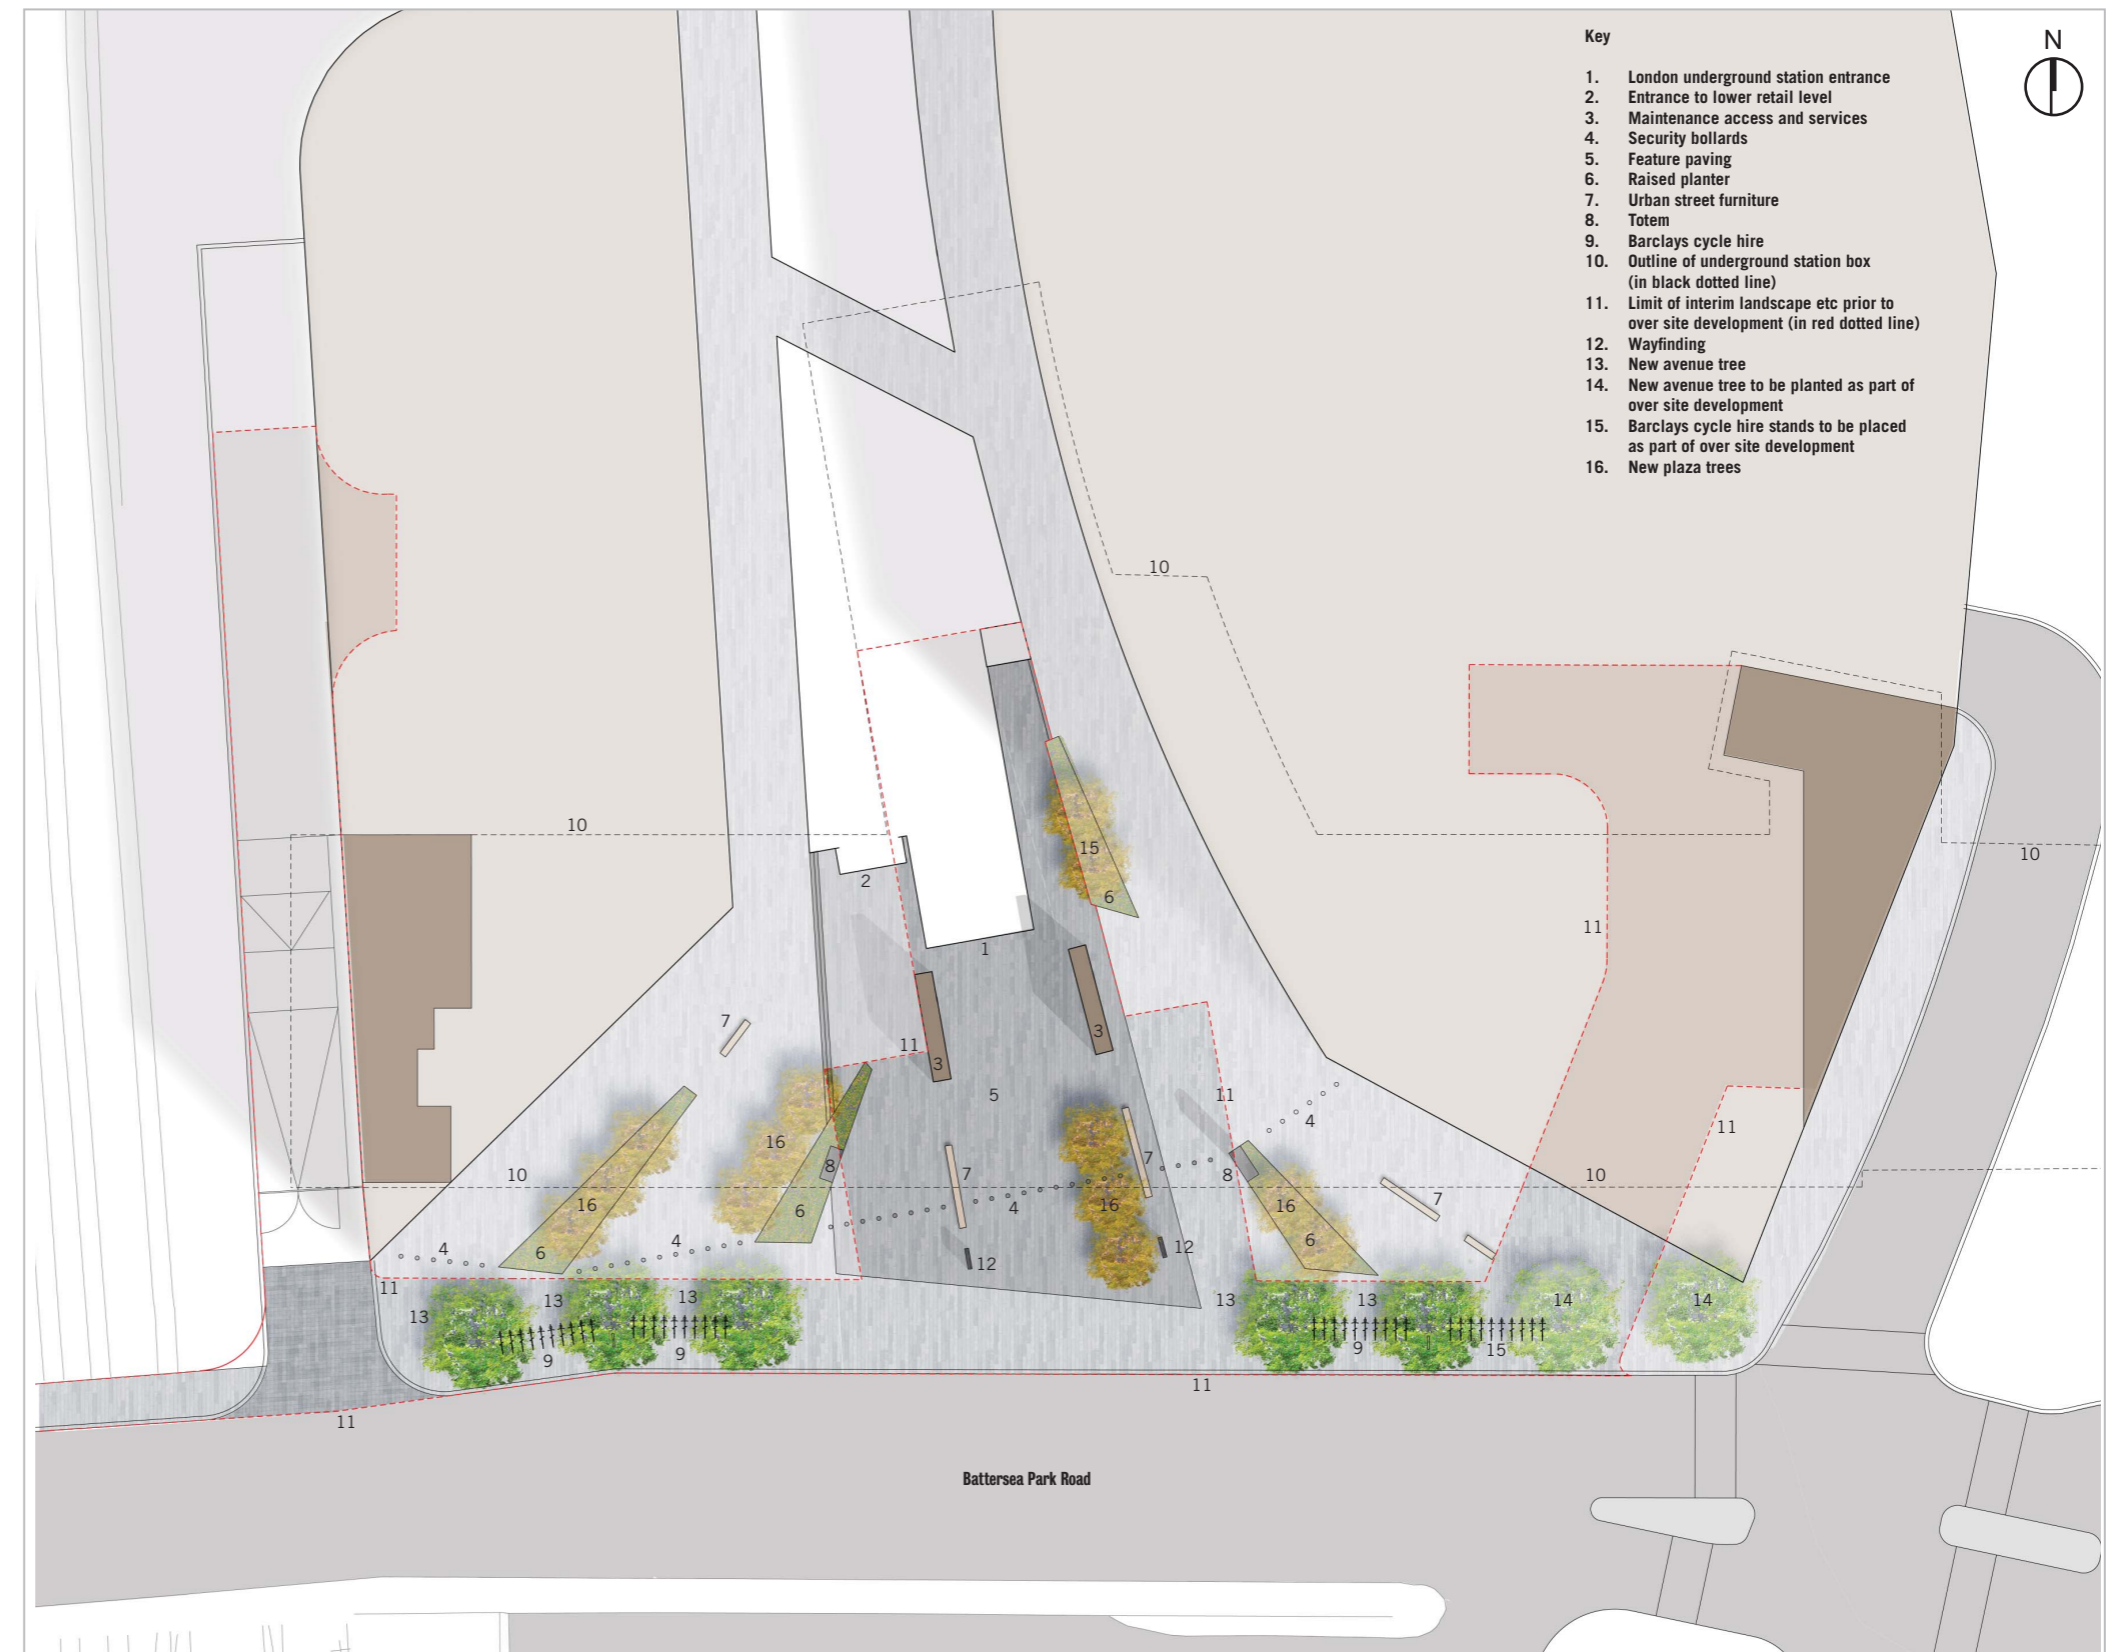 Key
N
1. London underground station entrance
2. Entrance to lower retail level
3. Maintenance access and services
4. Security bollards
5. Feature paving
6. Raised planter
7. Urban street furniture
8. Totem
9. Barclays cycle hire
10. Outline of underground station box
(in black dotted line)
11. Limit of interim landscape etc prior to
over site development (in red dotted line)
12. Wayfinding
13. New avenue tree
14. New avenue tree to be planted as part of
over site development
15. Barclays cycle hire stands to be placed
as part of over site development
16. New plaza trees
10
10
15
10
2
6
11
1
7
3
11
3
5
11
4
11
16
8
7
7
8
10
10
16
6
4
16
16
7
4
4
6
6
12
12
11
13
13
13
13
13
14
14
9
9
9
15
11
11
Battersea Park Road